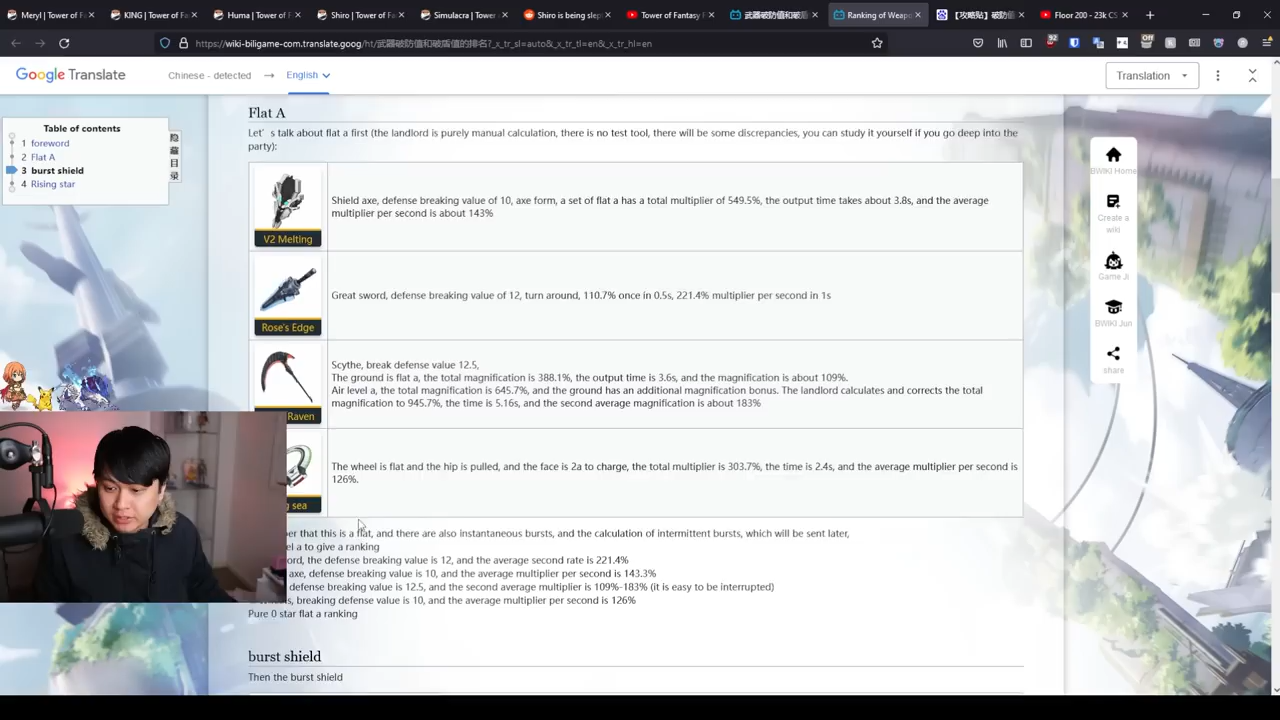 Meryl | Tower of Fa
KING | Tower of Fa
Huma | Tower of Fa
Shiro | Tower of Fan
Simulacra | Tower
Shiro is being slep
Tower of Fantasy F
武器破防值和破盾
Ranking of Weapo
【攻略贴】破防值
Floor 200 - 23k CS
https://wiki-biligame-com.translate.goog/ht/武器破防值和破盾值的排名?_x_tr_sl=auto&_x_tr_tl=en&_x_tr_hl=en
Google Translate
Chinese - detected
English
Translation
Table of contents
1 foreword
2 Flat A
3 burst shield
4 Rising star
隐藏目录
Flat A
Let's talk about flat a first (the landlord is purely manual calculation, there is no test tool, there will be some discrepancies, you can study it yourself if you go deep into the
party):
V2 Melting
Shield axe, defense breaking value of 10, axe form, a set of flat a has a total multiplier of 549.5%, the output time takes about 3.8s, and the average
multiplier per second is about 143%
Rose's Edge
Great sword, defense breaking value of 12, turn around, 110.7% once in 0.5s, 221.4% multiplier per second in 1s
Raven
Scythe, break defense value 12.5,
The ground is flat a, the total magnification is 388.1%, the output time is 3.6s, and the magnification is about 109%.
Air level a, the total magnification is 645.7%, and the ground has an additional magnification bonus. The landlord calculates and corrects the total
magnification to 945.7%, the time is 5.16s, and the second average magnification is about 183%
sea
The wheel is flat and the hip is pulled, and the face is 2a to charge, the total multiplier is 303.7%, the time is 2.4s, and the average multiplier per second is
126%.
that this is a flat, and there are also instantaneous bursts, and the calculation of intermittent bursts, which will be sent later,
a to give a ranking
the defense breaking value is 12, and the average second rate is 221.4%
axe, defense breaking value is 10, and the average multiplier per second is 143.3%
defense breaking value is 12.5, and the second average multiplier is 109%-183% (it is easy to be interrupted)
breaking defense value is 10, and the average multiplier per second is 126%
Pure 0 star flat a ranking
burst shield
Then the burst shield
BWIKI Home
Create a
wiki
Game Ji
BWIKI Jun
share